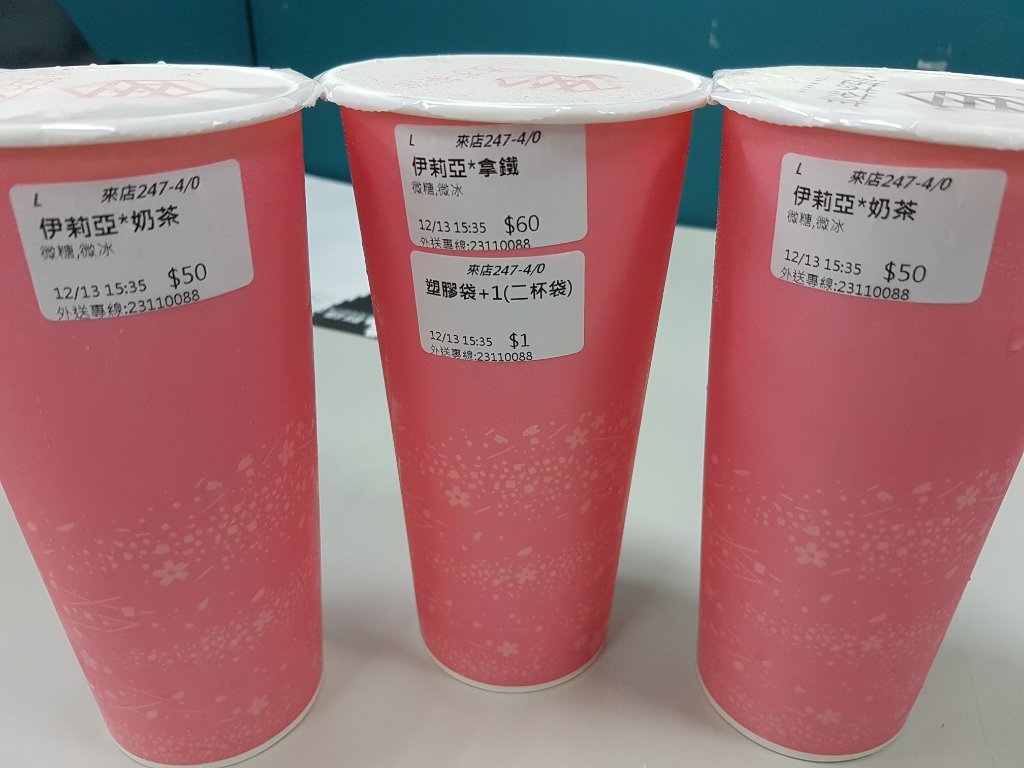 L 來店247-4/0
伊莉亞*奶茶
微糖,微冰
12/13 15:35 $50
外送專線:23110088
L 來店247-4/0
伊莉亞*拿鐵
微糖,微冰
12/13 15:35 $60
外送專線:23110088
來店247-4/0
塑膠袋+1(二杯袋)
12/13 15:35 $1
外送專線:23110088
L 來店247-4/0
伊莉亞*奶茶
微糖,微冰
12/13 15:35 $50
外送專線:23110088